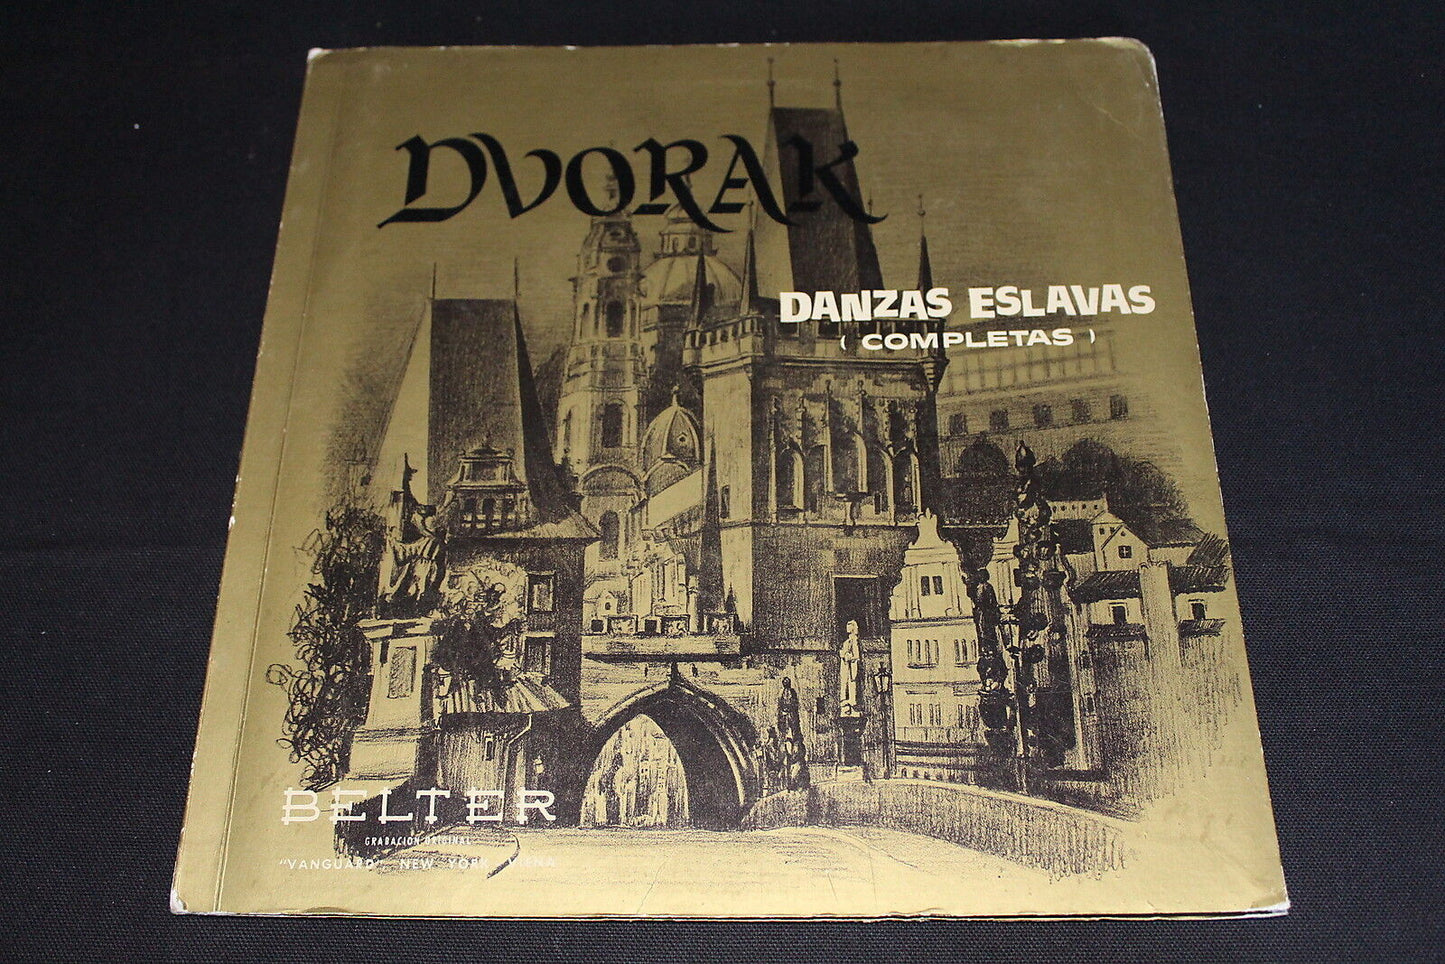 DVORAK
DANZAS ESLAVAS
( COMPLETAS )
BELTER
GRABACION ORIGINAL
"VANGUARD" NEW YORK, VIENA